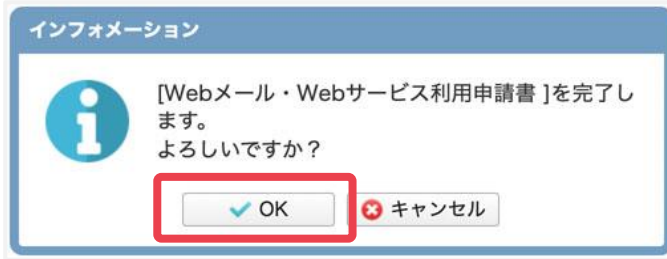 インフォメーション
[Webメール・Webサービス利用申請書 ]を完了し
ます。
よろしいですか？
OK
キャンセル